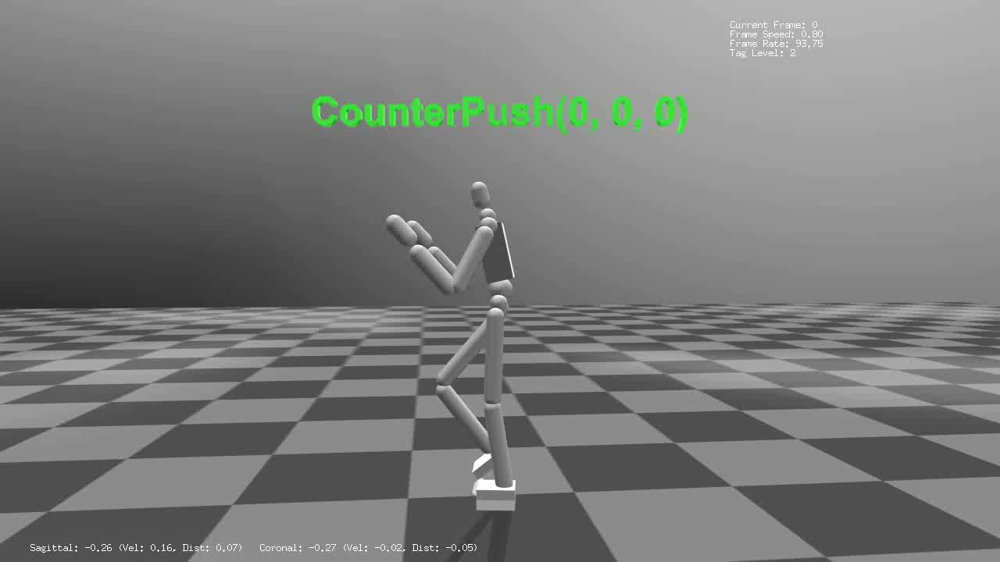 Current Frame: 0
Frame Speed: 0.80
Frame Rate: 93.75
Tag Level: 2
CounterPush(0, 0, 0)
Sagittal: -0.26 (Vel: 0.16, Dist: 0.07)   Coronal: -0.27 (Vel: -0.02, Dist: -0.05)